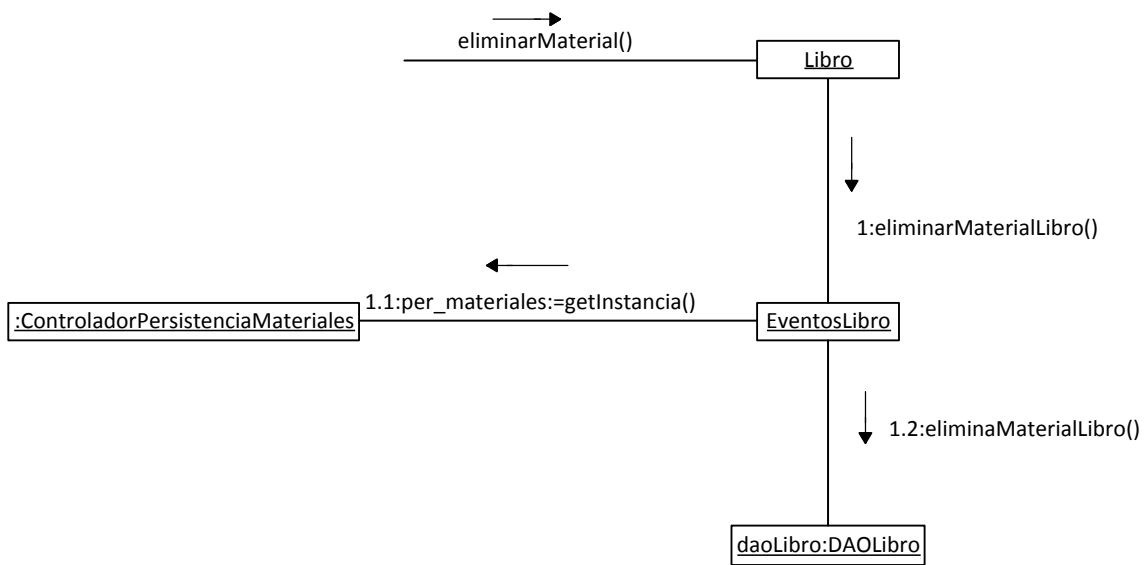 eliminarMaterial()
Libro
1:eliminarMaterialLibro()
1.1:per_materiales:=getInstancia()
:ControladorPersistenciaMateriales
EventosLibro
1.2:eliminaMaterialLibro()
daoLibro:DAOLibro